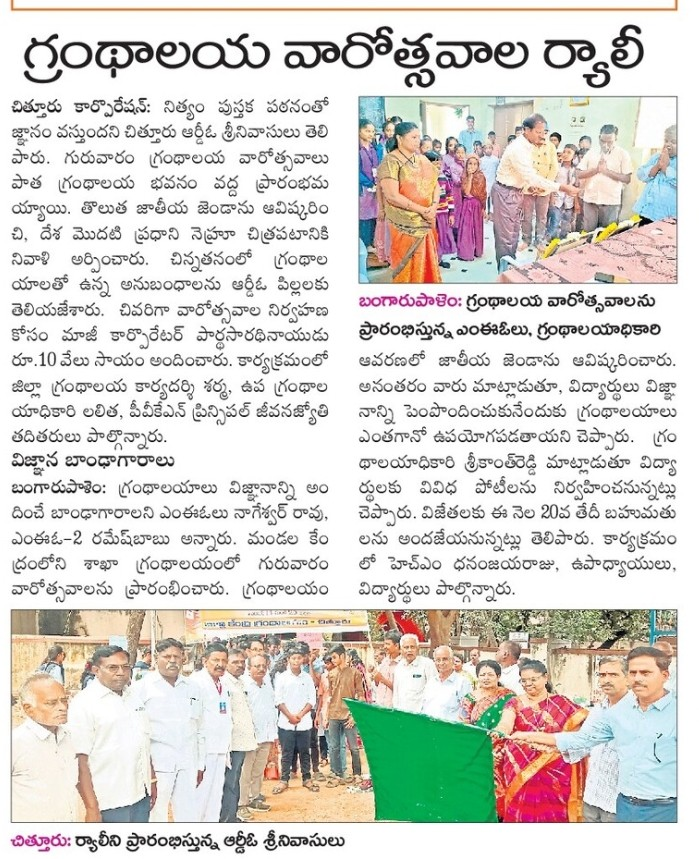 గ్రంథాలయ వారోత్సవాల ర్యాలీ
చిత్తూరు కార్పొరేషన్: నిత్యం పుస్తక పఠనంతో
జ్ఞానం వస్తుందని చిత్తూరు ఆర్డీఓ శ్రీనివాసులు తెలి
పారు. గురువారం గ్రంథాలయ వారోత్సవాలు
పాత గ్రంథాలయ భవనం వద్ద ప్రారంభమ
య్యాయి. తొలుత జాతీయ జెండాను ఆవిష్కరిం
చి, దేశ మొదటి ప్రధాని నెహ్రూ చిత్రపటానికి
నివాళి అర్పించారు. చిన్నతనంలో గ్రంథాల
యాలతో ఉన్న అనుబంధాలను ఆర్డీఓ పిల్లలకు
తెలియజేశారు. చివరిగా వారోత్సవాల నిర్వహణ
కోసం మాజీ కార్పొరేటర్ పార్థసారథినాయుడు
రూ.10 వేలు సాయం అందించారు. కార్యక్రమంలో
జిల్లా గ్రంథాలయ కార్యదర్శి శర్మ, ఉప గ్రంథాల
యాధికారి లలిత, పీవీకేఎన్ ప్రిన్సిపల్ జీవనజ్యోతి
తదితరులు పాల్గొన్నారు.
విజ్ఞాన బాండాగారాలు
బంగారుపాళెం: గ్రంథాలయాలు విజ్ఞానాన్ని అం
దించే బాండాగారాలని ఎంఈఓలు నాగేశ్వర్ రావు,
ఎంఈఓ-2 రమేష్‌బాబు అన్నారు. మండల కేం
ద్రంలోని శాఖా గ్రంథాలయంలో గురువారం
వారోత్సవాలను ప్రారంభించారు. గ్రంథాలయం
బంగారుపాళెం: గ్రంథాలయ వారోత్సవాలను
ప్రారంభిస్తున్న ఎంఈఓలు, గ్రంథాలయాధికారి
ఆవరణలో జాతీయ జెండాను ఆవిష్కరించారు.
అనంతరం వారు మాట్లాడుతూ, విద్యార్థులు విజ్ఞా
నాన్ని పెంపొందించుకునేందుకు గ్రంథాలయాలు
ఎంతగానో ఉపయోగపడతాయని చెప్పారు. గ్రం
థాలయాధికారి శ్రీకాంత్‌రెడ్డి మాట్లాడుతూ విద్యా
ర్థులకు వివిధ పోటీలను నిర్వహించనున్నట్లు
చెప్పారు. విజేతలకు ఈ నెల 20వ తేదీ బహుమతు
లను అందజేయనున్నట్లు తెలిపారు. కార్యక్రమం
లో హెచ్ఎం ధనంజయరాజు, ఉపాధ్యాయులు,
విద్యార్థులు పాల్గొన్నారు.
కేంద్ర గ్రంథాలయం - చిత్తూరు
చిత్తూరు: ర్యాలీని ప్రారంభిస్తున్న ఆర్డీఓ శ్రీనివాసులు